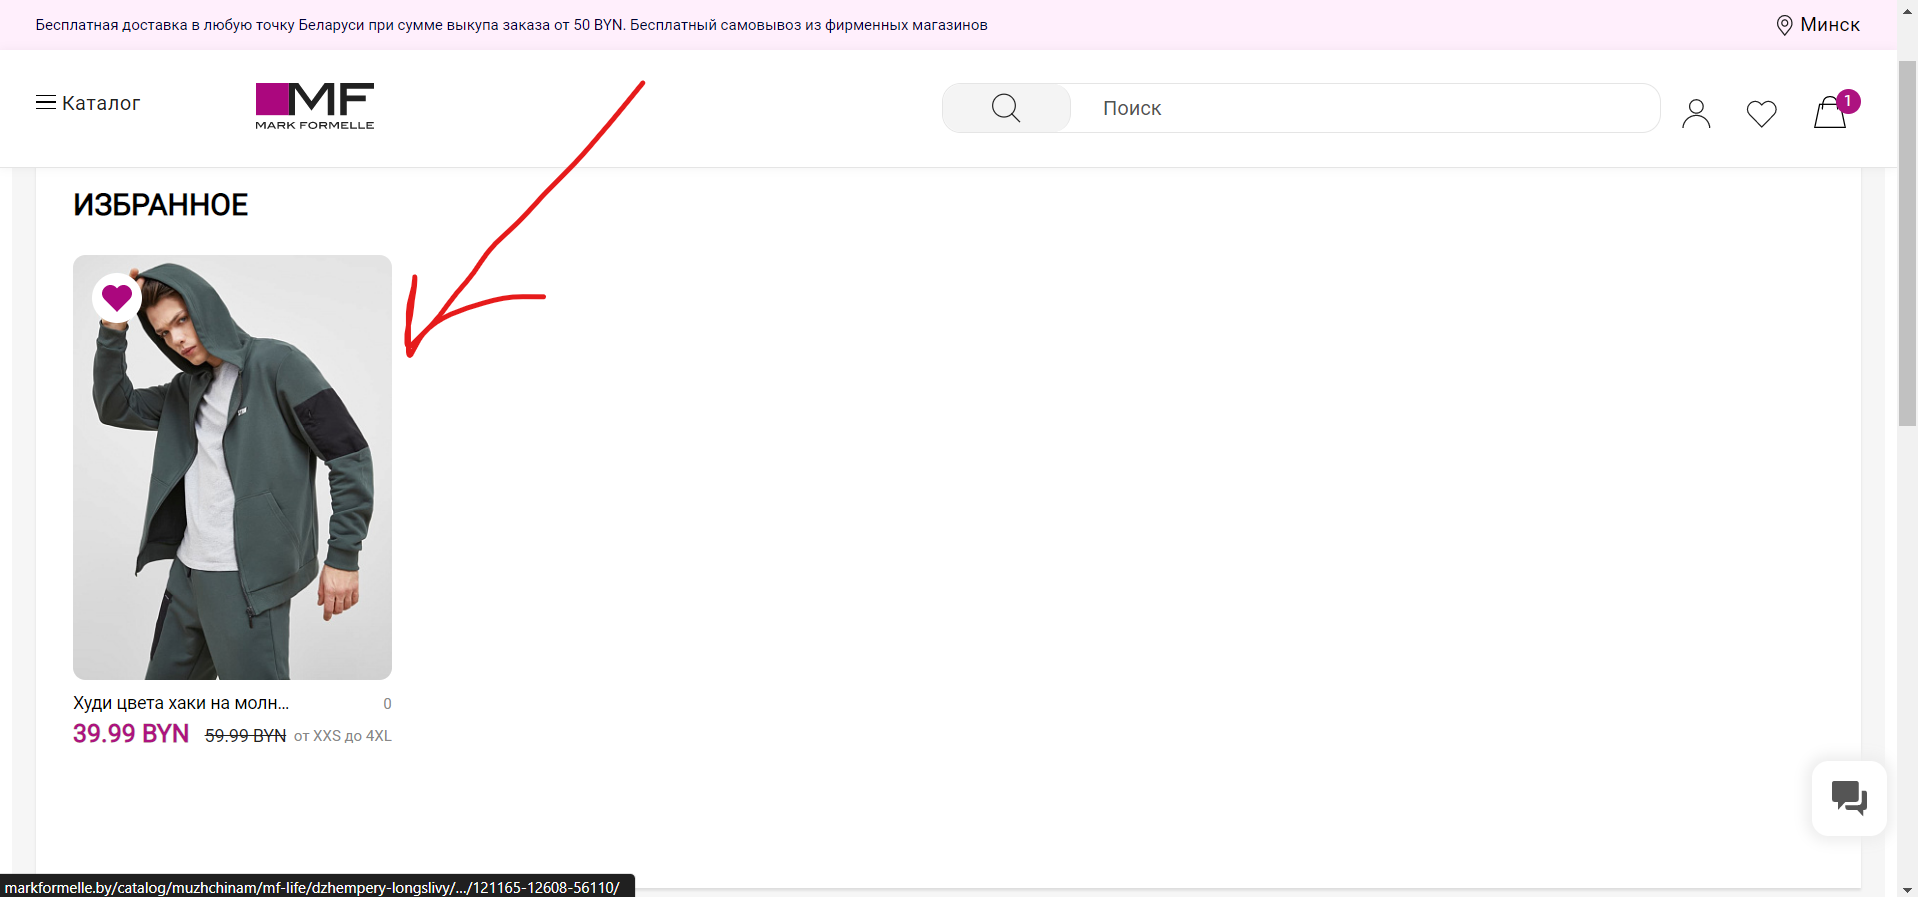 Бесплатная доставка в любую точку Беларуси при сумме выкупа заказа от 50 BYN. Бесплатный самовывоз из фирменных магазинов
Минск
Каталог
MF
MARK FORMELLE
Поиск
1
ИЗБРАННОЕ
Худи цвета хаки на молн...
0
39.99 BYN 59.99 BYN от XXS до 4XL
markformelle.by/catalog/muzhchinam/mf-life/dzhempery-longslivy/.../121165-12608-56110/